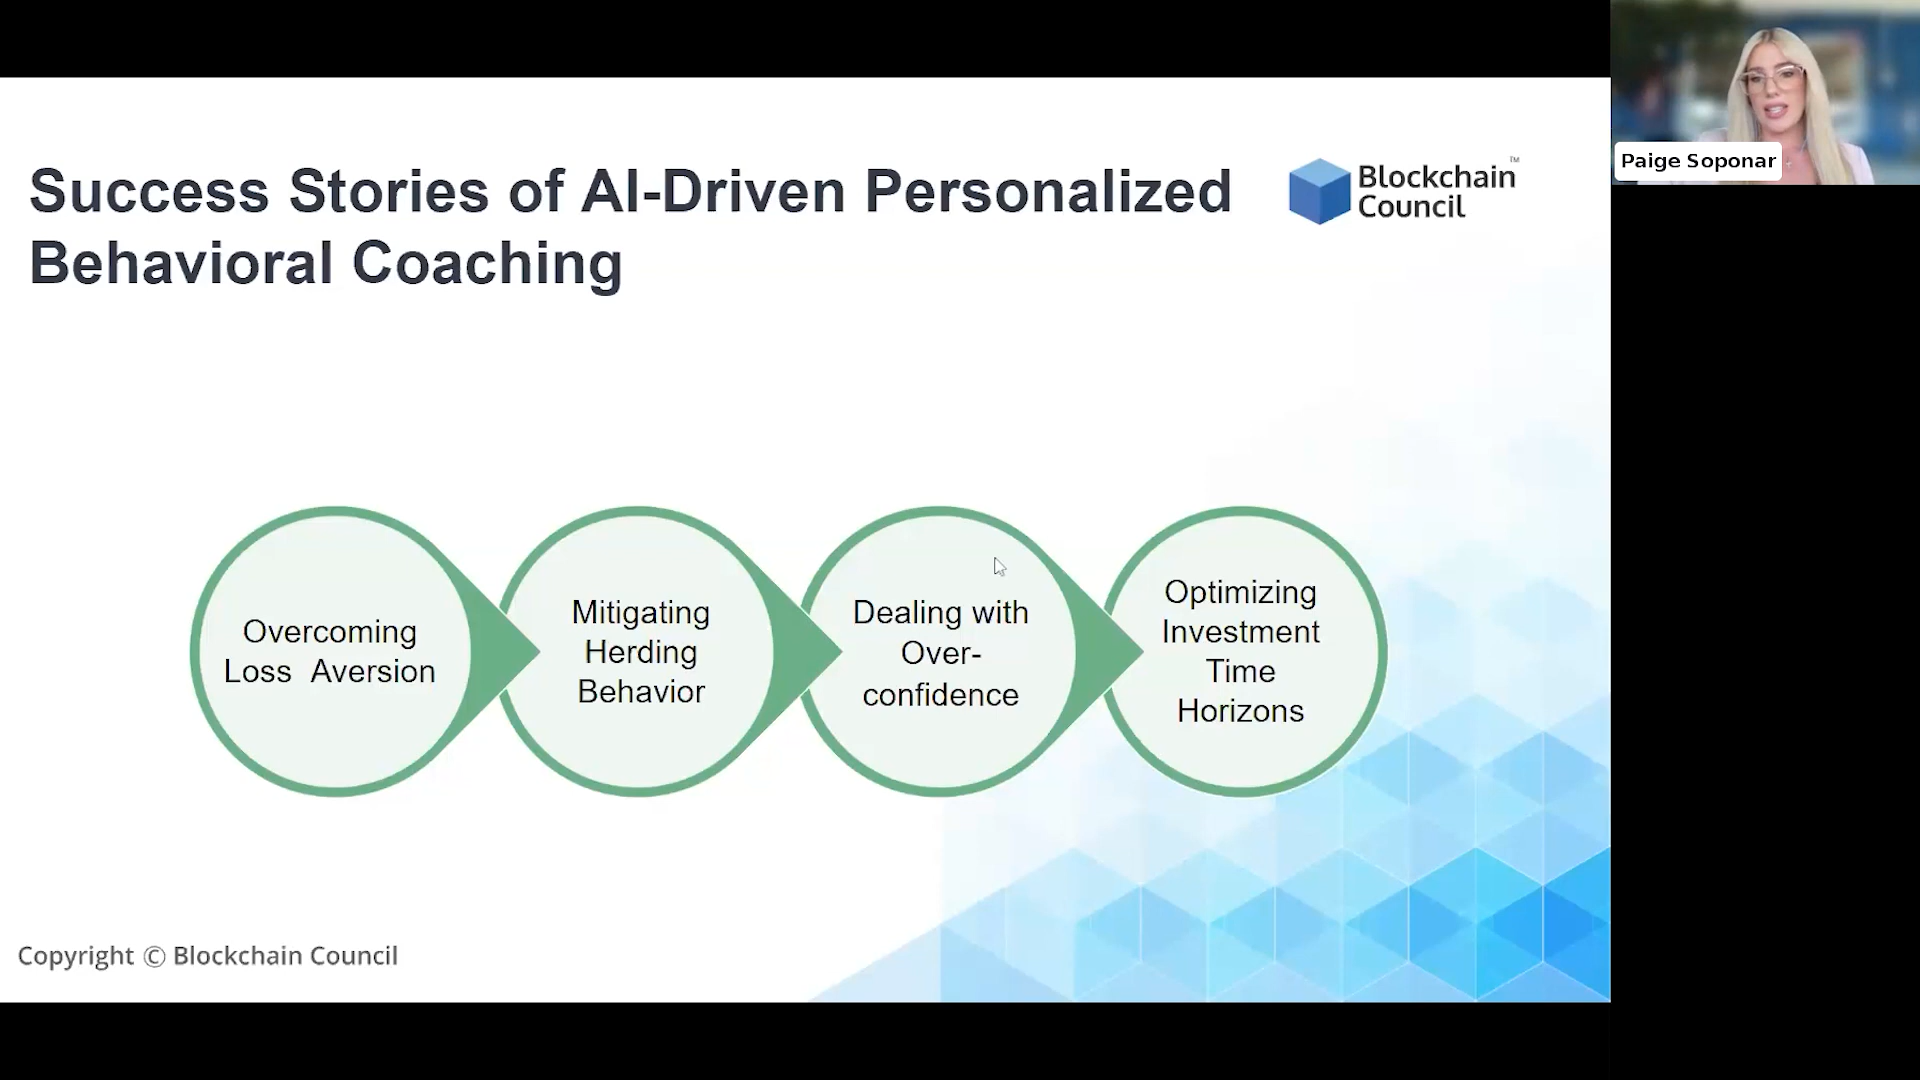 Success Stories of AI-Driven Personalized
Behavioral Coaching
Blockchain
Council
™
Paige Soponar
Overcoming
Loss Aversion
Mitigating
Herding
Behavior
Dealing with
Over-
confidence
Optimizing
Investment
Time
Horizons
Copyright © Blockchain Council